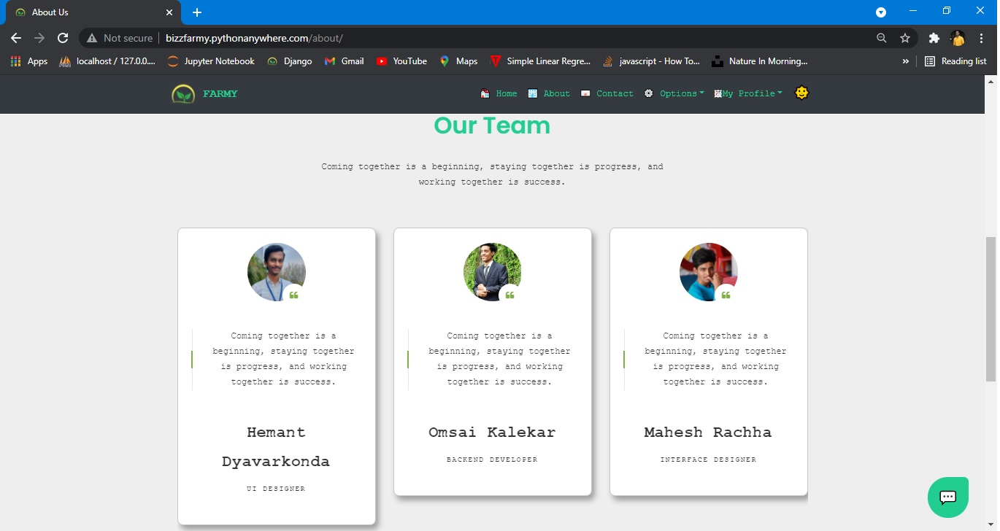 About Us
Not secure bizzfarmy.pythonanywhere.com/about/
Apps localhost / 127.0.0.... Jupyter Notebook Django Gmail YouTube Maps Simple Linear Regre... javascript - How To... Nature In Morning... » Reading list
FARMY Home About Contact Options My Profile
Our Team
Coming together is a beginning, staying together is progress, and
working together is success.
Coming together is a
beginning, staying together
is progress, and working
together is success.
Hemant
Dyavarkonda
UI DESIGNER
Coming together is a
beginning, staying together
is progress, and working
together is success.
Omsai Kalekar
BACKEND DEVELOPER
Coming together is a
beginning, staying together
is progress, and working
together is success.
Mahesh Rachha
INTERFACE DESIGNER